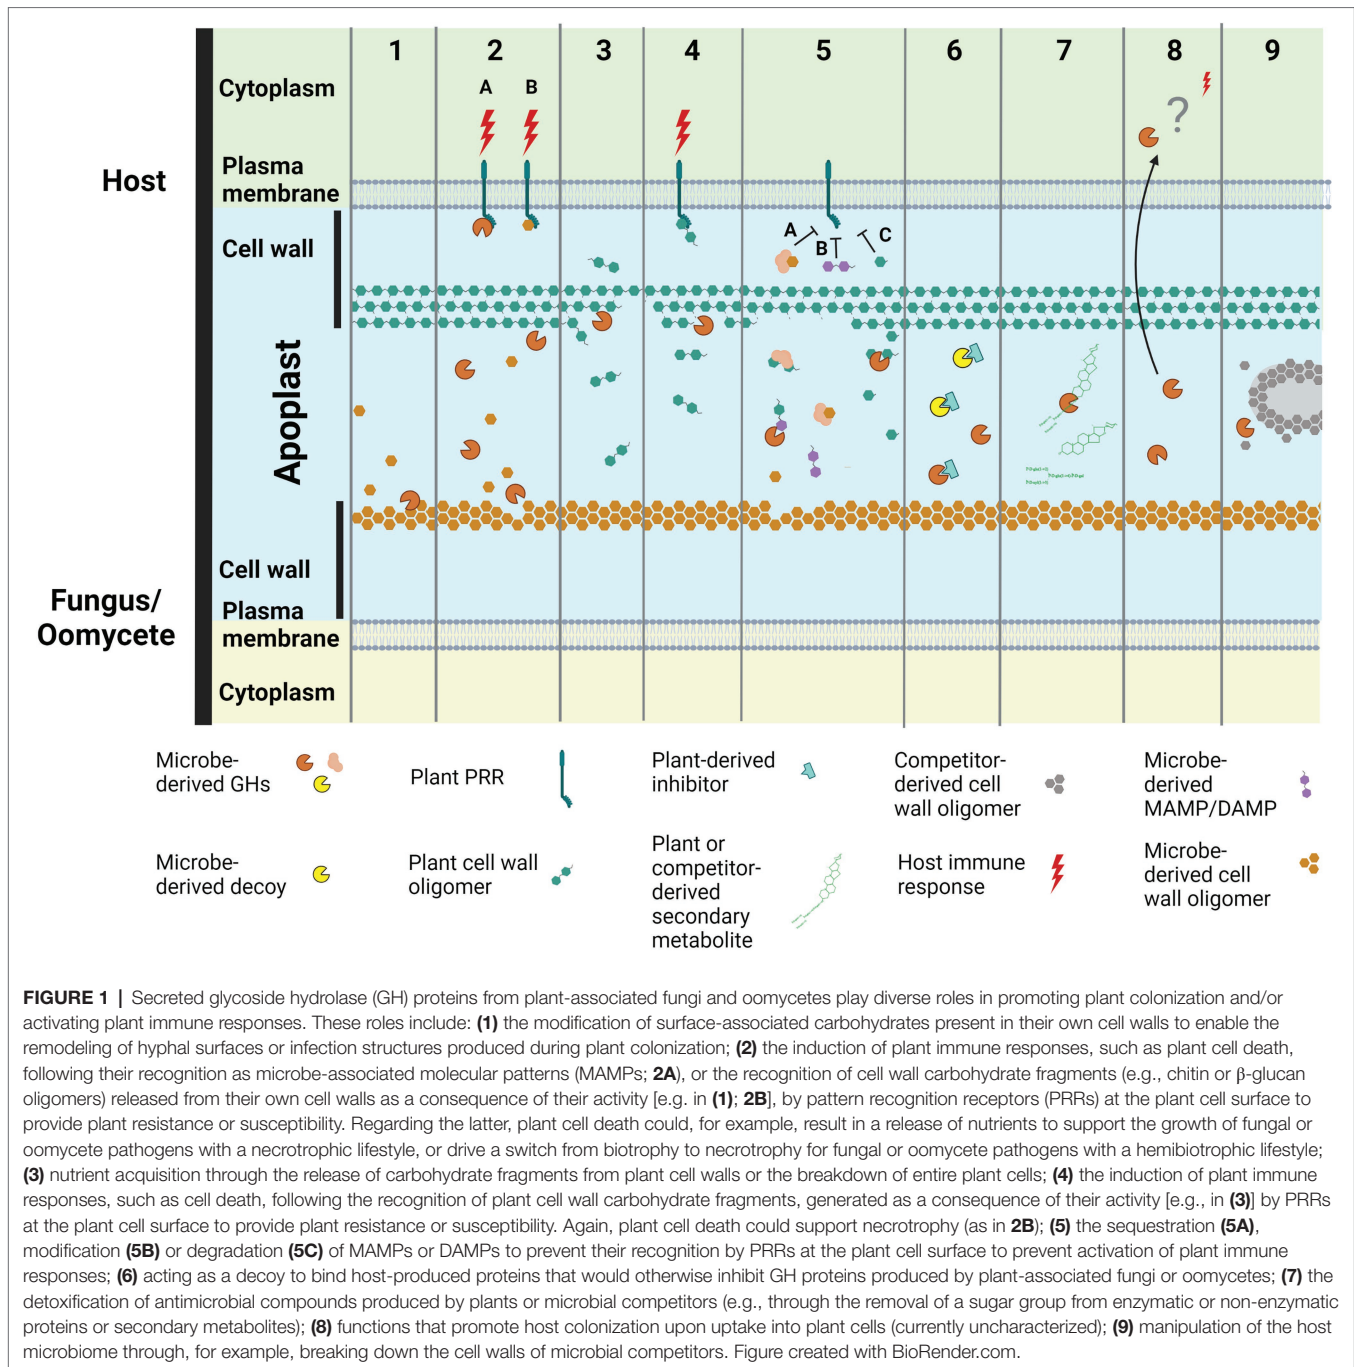 1 2 3 4 5 6 7 8 9
Cytoplasm
A B
?
Plasma
membrane
Host
Cell wall
A B C
Apoplast
Cell wall
Fungus/
Oomycete
Plasma
membrane
Cytoplasm
Microbe-
derived GHs
Plant PRR
Plant-derived
inhibitor
Competitor-
derived cell
wall oligomer
Microbe-
derived
MAMP/DAMP
Microbe-
derived decoy
Plant cell wall
oligomer
Plant or
competitor-
derived
secondary
metabolite
Host immune
response
Microbe-
derived cell
wall oligomer
FIGURE 1 | Secreted glycoside hydrolase (GH) proteins from plant-associated fungi and oomycetes play diverse roles in promoting plant colonization and/or
activating plant immune responses. These roles include: (1) the modification of surface-associated carbohydrates present in their own cell walls to enable the
remodeling of hyphal surfaces or infection structures produced during plant colonization; (2) the induction of plant immune responses, such as plant cell death,
following their recognition as microbe-associated molecular patterns (MAMPs; 2A), or the recognition of cell wall carbohydrate fragments (e.g., chitin or β-glucan
oligomers) released from their own cell walls as a consequence of their activity [e.g. in (1); 2B], by pattern recognition receptors (PRRs) at the plant cell surface to
provide plant resistance or susceptibility. Regarding the latter, plant cell death could, for example, result in a release of nutrients to support the growth of fungal or
oomycete pathogens with a necrotrophic lifestyle, or drive a switch from biotrophy to necrotrophy for fungal or oomycete pathogens with a hemibiotrophic lifestyle;
(3) nutrient acquisition through the release of carbohydrate fragments from plant cell walls or the breakdown of entire plant cells; (4) the induction of plant immune
responses, such as cell death, following the recognition of plant cell wall carbohydrate fragments, generated as a consequence of their activity [e.g., in (3)] by PRRs
at the plant cell surface to provide plant resistance or susceptibility. Again, plant cell death could support necrotrophy (as in 2B); (5) the sequestration (5A),
modification (5B) or degradation (5C) of MAMPs or DAMPs to prevent their recognition by PRRs at the plant cell surface to prevent activation of plant immune
responses; (6) acting as a decoy to bind host-produced proteins that would otherwise inhibit GH proteins produced by plant-associated fungi or oomycetes; (7) the
detoxification of antimicrobial compounds produced by plants or microbial competitors (e.g., through the removal of a sugar group from enzymatic or non-enzymatic
proteins or secondary metabolites); (8) functions that promote host colonization upon uptake into plant cells (currently uncharacterized); (9) manipulation of the host
microbiome through, for example, breaking down the cell walls of microbial competitors. Figure created with BioRender.com.